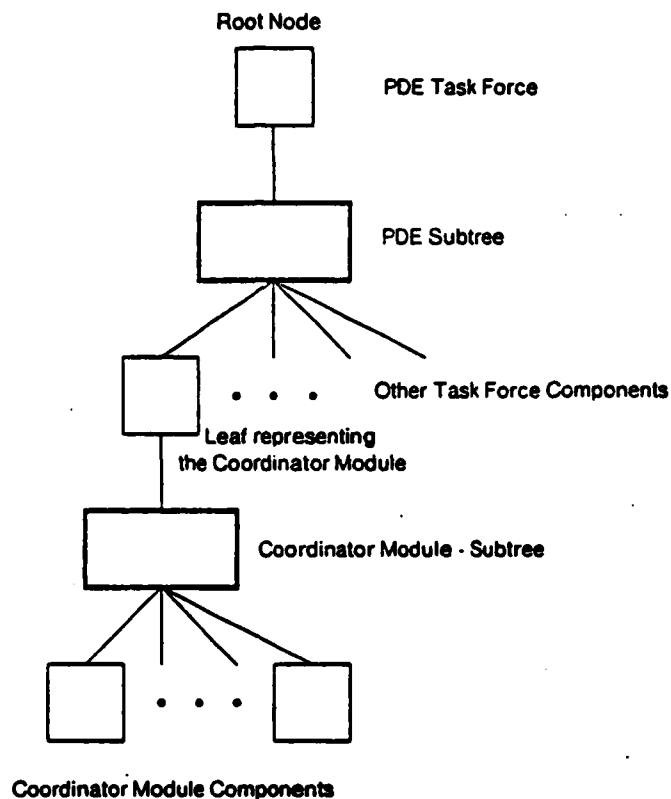 Root Node
PDE Task Force
PDE Subtree
Other Task Force Components
Leaf representing
the Coordinator Module
Coordinator Module - Subtree
Coordinator Module Components